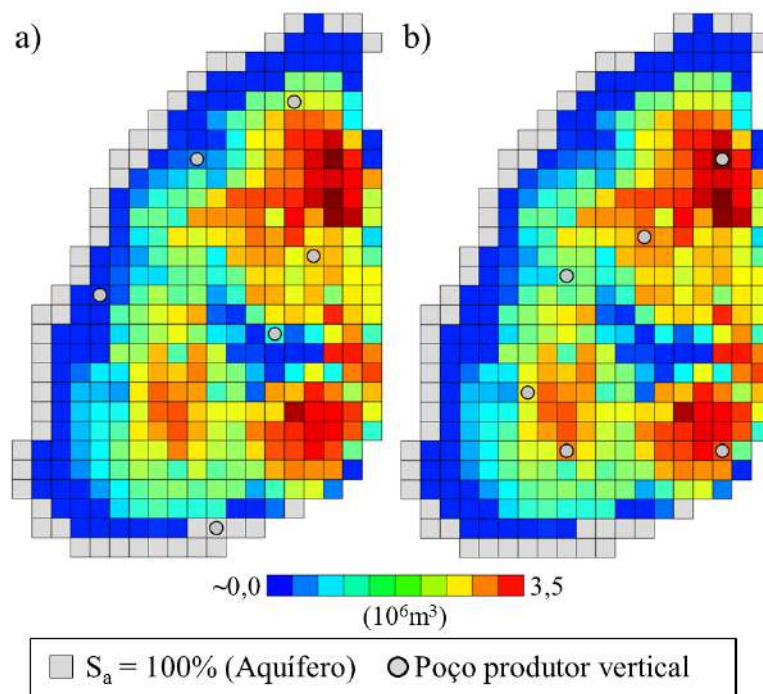 a)
b)
~0,0 3,5
(10⁶m³)
Sₐ = 100% (Aquífero) Poço produtor vertical